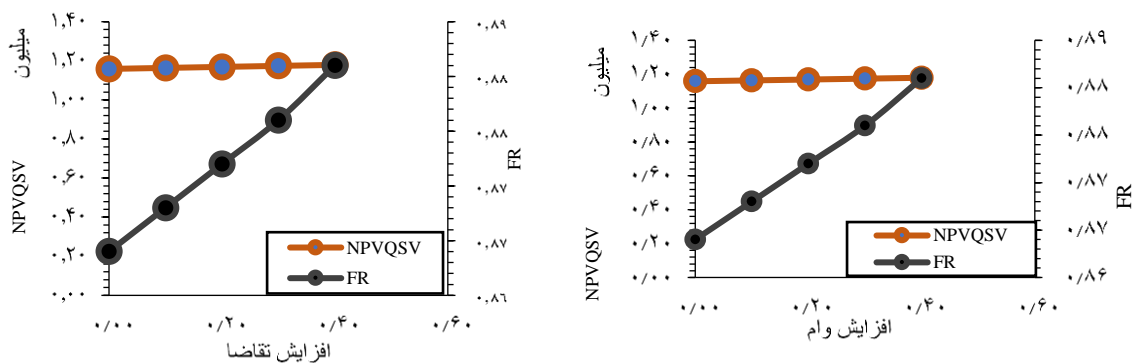 میلیون
NPVQSV
۱,۴۰
۱,۲۰
۱,۰۰
۰,۸۰
۰,۶۰
۰,۴۰
۰,۲۰
۰,۰۰
۰,۸۹
۰,۸۸
۰,۸۸
۰,۸۷
۰,۸۷
۰,۸۶
FR
NPVQSV
FR
۰/۰۰ ۰/۲۰ ۰/۴۰ ۰/۶۰
افزایش تقاضا
میلیون
NPVQSV
۱/۴۰
۱/۲۰
۱/۰۰
۰/۸۰
۰/۶۰
۰/۴۰
۰/۲۰
۰/۰۰
۰/۸۹
۰/۸۸
۰/۸۸
۰/۸۷
۰/۸۷
۰/۸۶
FR
NPVQSV
FR
۰/۰۰ ۰/۲۰ ۰/۴۰ ۰/۶۰
افزایش وام